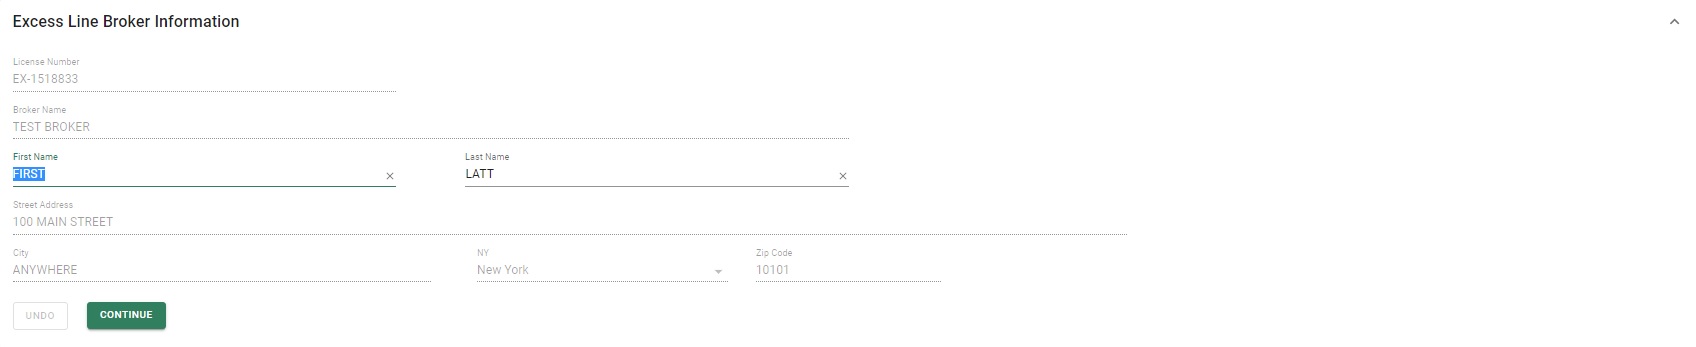 Excess Line Broker Information
License Number
EX-1518833
Broker Name
TEST BROKER
First Name
Last Name
FIRST
LATT
Street Address
100 MAIN STREET
City
NY
Zip Code
ANYWHERE
New York
10101
UNDO
CONTINUE